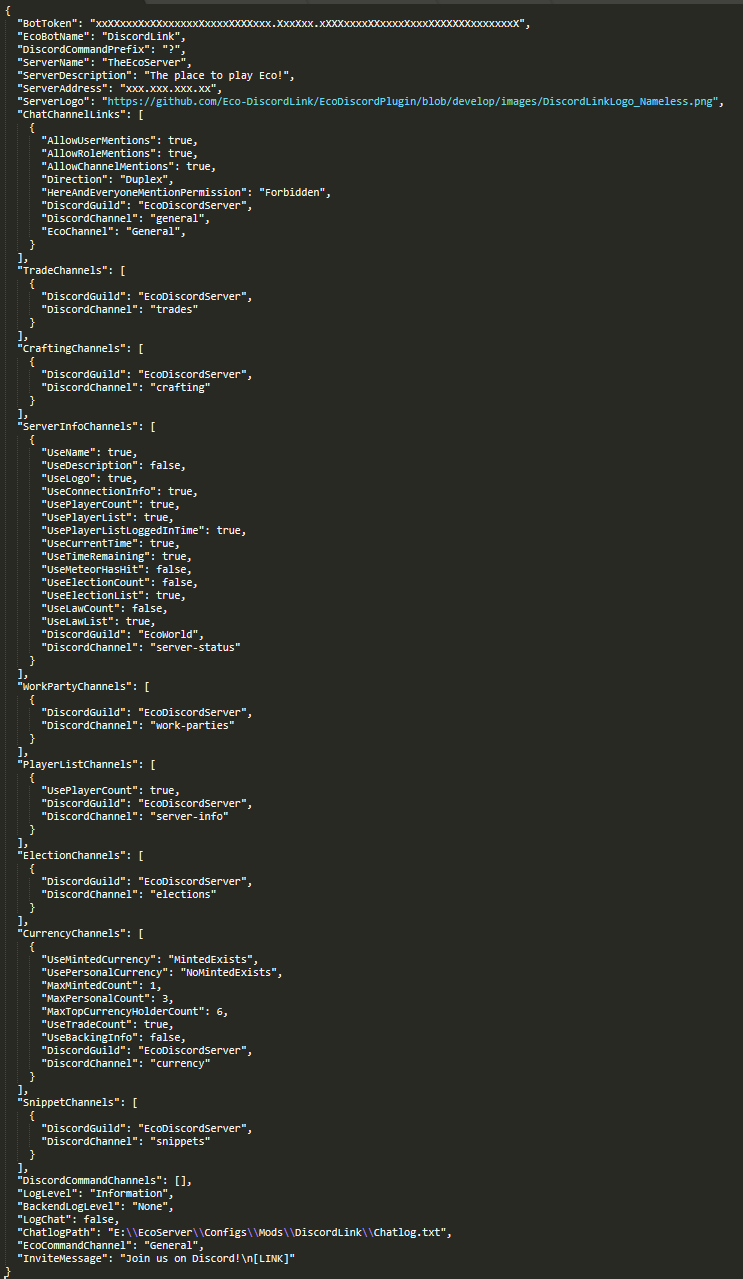 {
"BotToken": "xxXXxxxXxXXxxxxxxXxxxxXXXXxxx.XxxXxx.xXXXxxxxXXxxxxXxxxXXXXXXXxxxxxxxX",
"EcoBotName": "DiscordLink",
"DiscordCommandPrefix": "?",
"ServerName": "TheEcoServer",
"ServerDescription": "The place to play Eco!",
"ServerAddress": "xxx.xxx.xxx.xx",
"ServerLogo": "https://github.com/Eco-DiscordLink/EcoDiscordPlugin/blob/develop/images/DiscordLinkLogo_Nameless.png",
"ChatChannelLinks": [
{
"AllowUserMentions": true,
"AllowRoleMentions": true,
"AllowChannelMentions": true,
"Direction": "Duplex",
"HereAndEveryoneMentionPermission": "Forbidden",
"DiscordGuild": "EcoDiscordServer",
"DiscordChannel": "general",
"EcoChannel": "General",
}
],
"TradeChannels": [
{
"DiscordGuild": "EcoDiscordServer",
"DiscordChannel": "trades"
}
],
"CraftingChannels": [
{
"DiscordGuild": "EcoDiscordServer",
"DiscordChannel": "crafting"
}
],
"ServerInfoChannels": [
{
"UseName": true,
"UseDescription": false,
"UseLogo": true,
"UseConnectionInfo": true,
"UsePlayerCount": true,
"UsePlayerList": true,
"UsePlayerListLoggedInTime": true,
"UseCurrentTime": true,
"UseTimeRemaining": true,
"UseMeteorHasHit": false,
"UseElectionCount": false,
"UseElectionList": true,
"UseLawCount": false,
"UseLawList": true,
"DiscordGuild": "EcoWorld",
"DiscordChannel": "server-status"
}
],
"WorkPartyChannels": [
{
"DiscordGuild": "EcoDiscordServer",
"DiscordChannel": "work-parties"
}
],
"PlayerListChannels": [
{
"UsePlayerCount": true,
"DiscordGuild": "EcoDiscordServer",
"DiscordChannel": "server-info"
}
],
"ElectionChannels": [
{
"DiscordGuild": "EcoDiscordServer",
"DiscordChannel": "elections"
}
],
"CurrencyChannels": [
{
"UseMintedCurrency": "MintedExists",
"UsePersonalCurrency": "NoMintedExists",
"MaxMintedCount": 1,
"MaxPersonalCount": 3,
"MaxTopCurrencyHolderCount": 6,
"UseTradeCount": true,
"UseBackingInfo": false,
"DiscordGuild": "EcoDiscordServer",
"DiscordChannel": "currency"
}
],
"SnippetChannels": [
{
"DiscordGuild": "EcoDiscordServer",
"DiscordChannel": "snippets"
}
],
"DiscordCommandChannels": [],
"LogLevel": "Information",
"BackendLogLevel": "None",
"LogChat": false,
"ChatlogPath": "E:\\EcoServer\\Configs\\Mods\\DiscordLink\\Chatlog.txt",
"EcoCommandChannel": "General",
"InviteMessage": "Join us on Discord!\n[LINK]"
}